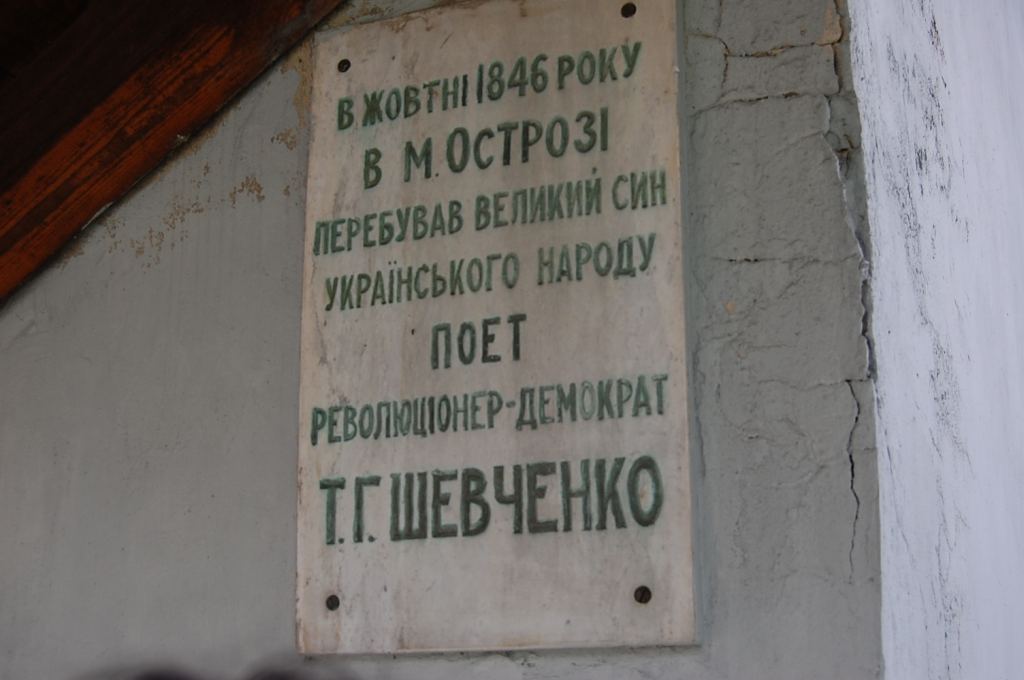 В ЖОВТНІ 1846 РОКУ
В М. ОСТРОЗІ
ПЕРЕБУВАВ ВЕЛИКИЙ СИН
УКРАЇНСЬКОГО НАРОДУ
ПОЕТ
РЕВОЛЮЦІОНЕР-ДЕМОКРАТ
Т.Г. ШЕВЧЕНКО